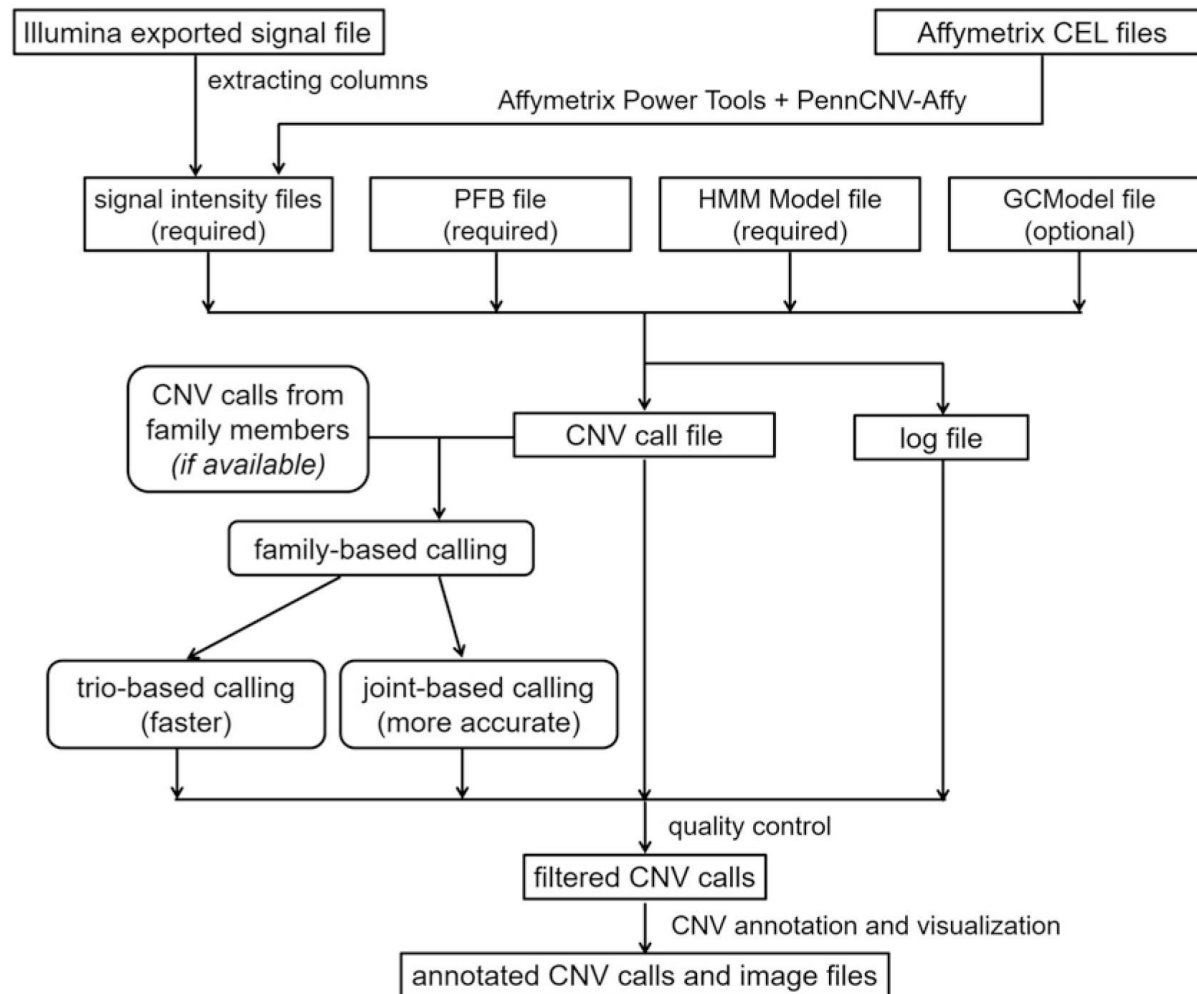 Illumina exported signal file
Affymetrix CEL files
extracting columns
Affymetrix Power Tools + PennCNV-Affy
signal intensity files
(required)
PFB file
(required)
HMM Model file
(required)
GCModel file
(optional)
CNV calls from
family members
(if available)
CNV call file
log file
family-based calling
trio-based calling
(faster)
joint-based calling
(more accurate)
quality control
filtered CNV calls
CNV annotation and visualization
annotated CNV calls and image files